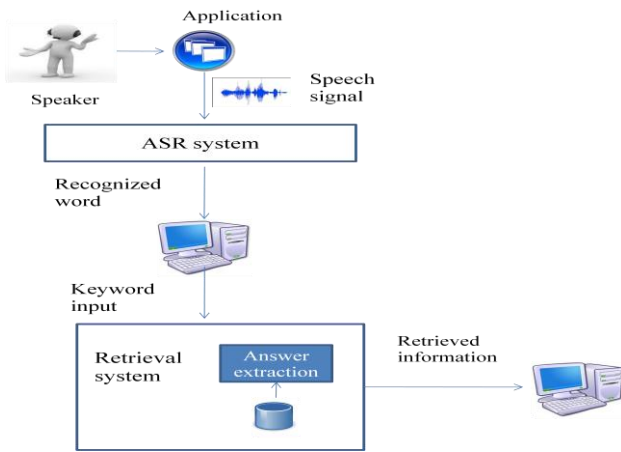 Application
Speaker
Speech
signal
ASR system
Recognized
word
Keyword
input
Retrieval
system
Answer
extraction
Retrieved
information